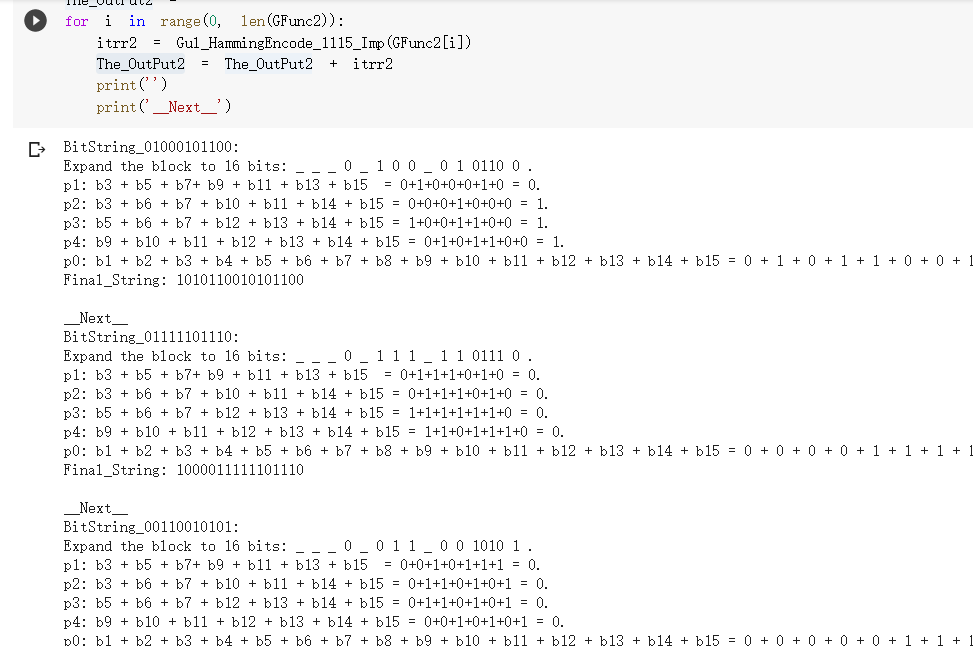 The_OutPut2 =
for i in range(0, len(GFunc2)):
itrr2 = Gul_HammingEncode_1115_Imp(GFunc2[i])
The_OutPut2 = The_OutPut2 + itrr2
print('')
print('__Next__')
BitString_01000101100:
Expand the block to 16 bits: _ _ _ 0 _ 1 0 0 _ 0 1 0110 0 .
p1: b3 + b5 + b7+ b9 + b11 + b13 + b15  = 0+1+0+0+0+1+0 = 0.
p2: b3 + b6 + b7 + b10 + b11 + b14 + b15 = 0+0+0+1+0+0+0 = 1.
p3: b5 + b6 + b7 + b12 + b13 + b14 + b15 = 1+0+0+1+1+0+0 = 1.
p4: b9 + b10 + b11 + b12 + b13 + b14 + b15 = 0+1+0+1+1+0+0 = 1.
p0: b1 + b2 + b3 + b4 + b5 + b6 + b7 + b8 + b9 + b10 + b11 + b12 + b13 + b14 + b15 = 0 + 1 + 0 + 1 + 1 + 0 + 0 + 1
Final_String: 1010110010101100
__Next__
BitString_01111101110:
Expand the block to 16 bits: _ _ _ 0 _ 1 1 1 _ 1 1 0111 0 .
p1: b3 + b5 + b7+ b9 + b11 + b13 + b15  = 0+1+1+1+0+1+0 = 0.
p2: b3 + b6 + b7 + b10 + b11 + b14 + b15 = 0+1+1+1+0+1+0 = 0.
p3: b5 + b6 + b7 + b12 + b13 + b14 + b15 = 1+1+1+1+1+1+0 = 0.
p4: b9 + b10 + b11 + b12 + b13 + b14 + b15 = 1+1+0+1+1+1+0 = 0.
p0: b1 + b2 + b3 + b4 + b5 + b6 + b7 + b8 + b9 + b10 + b11 + b12 + b13 + b14 + b15 = 0 + 0 + 0 + 0 + 1 + 1 + 1 + 1
Final_String: 1000011111101110
__Next__
BitString_00110010101:
Expand the block to 16 bits: _ _ _ 0 _ 0 1 1 _ 0 0 1010 1 .
p1: b3 + b5 + b7+ b9 + b11 + b13 + b15  = 0+0+1+0+1+1+1 = 0.
p2: b3 + b6 + b7 + b10 + b11 + b14 + b15 = 0+1+1+0+1+0+1 = 0.
p3: b5 + b6 + b7 + b12 + b13 + b14 + b15 = 0+1+1+0+1+0+1 = 0.
p4: b9 + b10 + b11 + b12 + b13 + b14 + b15 = 0+0+1+0+1+0+1 = 0.
p0: b1 + b2 + b3 + b4 + b5 + b6 + b7 + b8 + b9 + b10 + b11 + b12 + b13 + b14 + b15 = 0 + 0 + 0 + 0 + 0 + 1 + 1 + 1